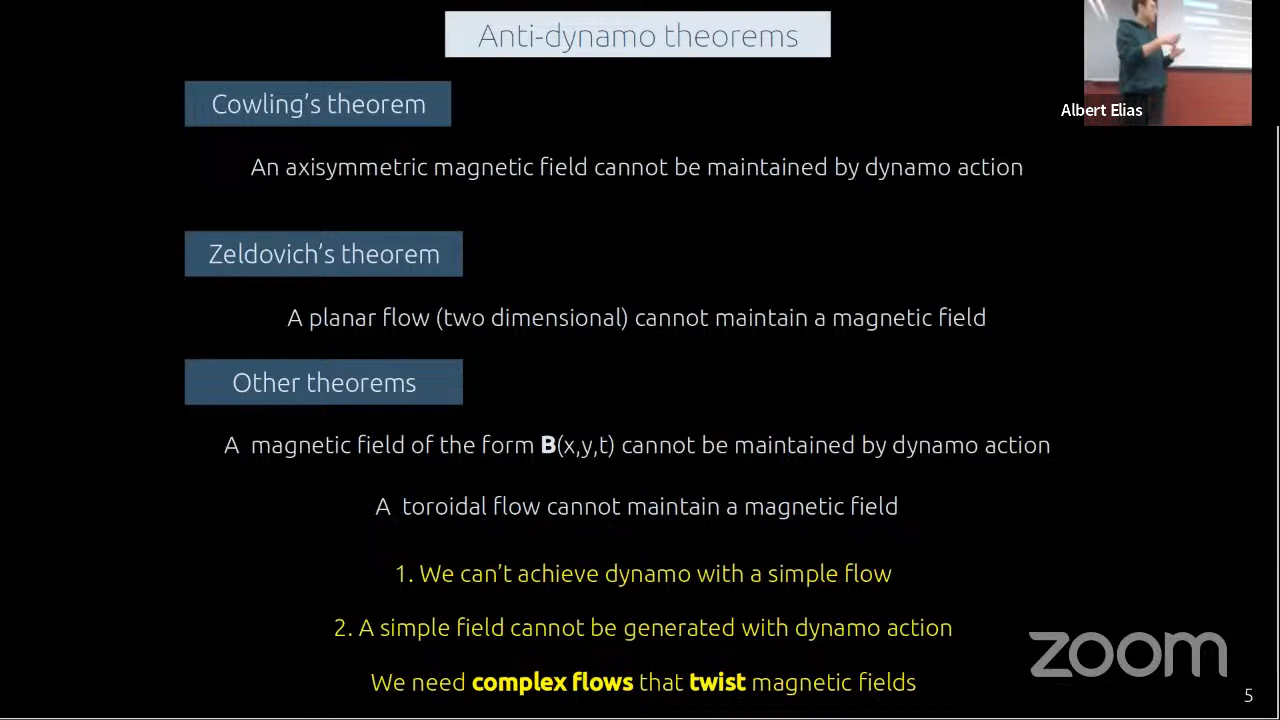 Anti-dynamo theorems
Albert Elias
Cowling's theorem
An axisymmetric magnetic field cannot be maintained by dynamo action
Zeldovich's theorem
A planar flow (two dimensional) cannot maintain a magnetic field
Other theorems
A magnetic field of the form B(x,y,t) cannot be maintained by dynamo action
A toroidal flow cannot maintain a magnetic field
1. We can't achieve dynamo with a simple flow
2. A simple field cannot be generated with dynamo action
We need complex flows that twist magnetic fields
zoom
5